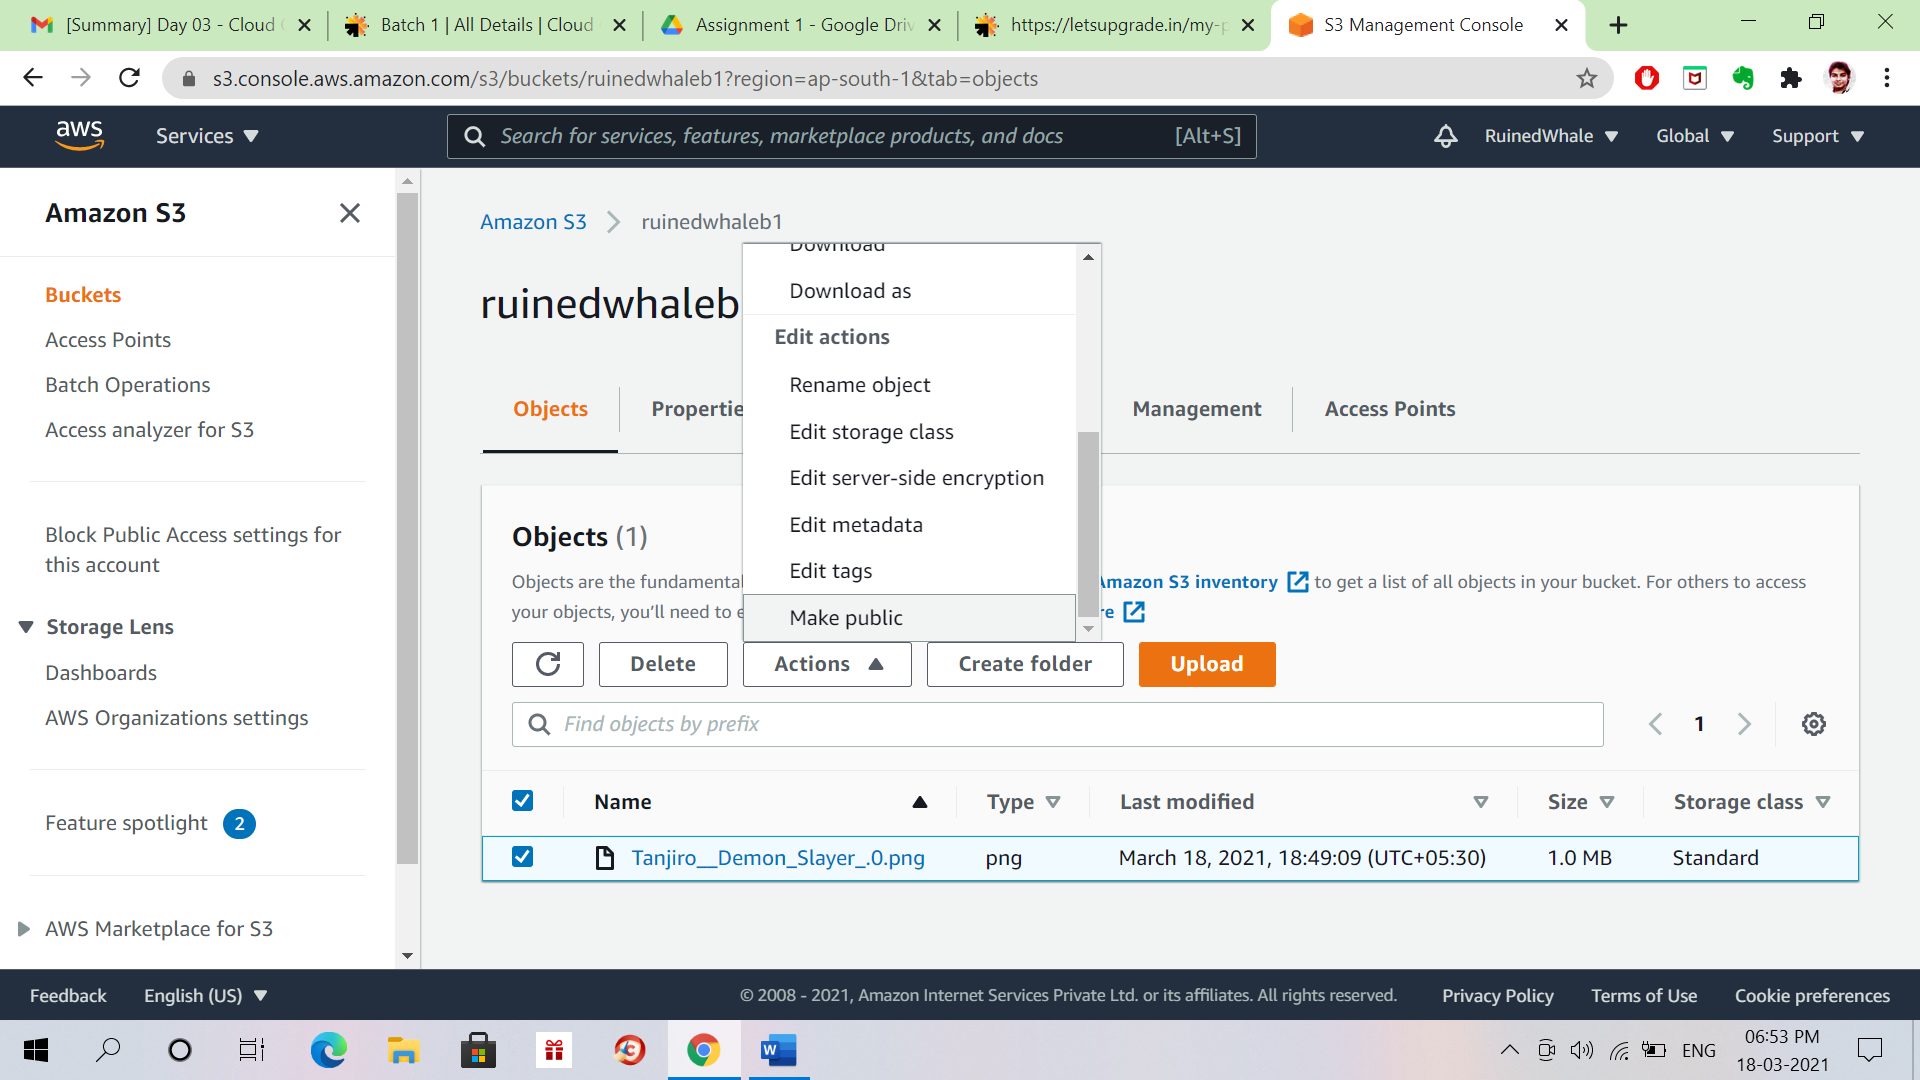 [Summary] Day 03 - Cloud
Batch 1 | All Details | Cloud
Assignment 1 - Google Driv
https://letsupgrade.in/my-p
S3 Management Console
s3.console.aws.amazon.com/s3/buckets/ruinedwhaleb1?region=ap-south-1&tab=objects
aws
Services
Search for services, features, marketplace products, and docs
[Alt+S]
RuinedWhale
Global
Support
Amazon S3
Buckets
Access Points
Batch Operations
Access analyzer for S3
Block Public Access settings for
this account
Storage Lens
Dashboards
AWS Organizations settings
Feature spotlight 2
AWS Marketplace for S3
Amazon S3
ruinedwhaleb1
ruinedwhaleb
Download
Download as
Edit actions
Rename object
Edit storage class
Edit server-side encryption
Edit metadata
Edit tags
Make public
Objects
Propertie
Management
Access Points
Objects (1)
Objects are the fundamenta
Amazon S3 inventory to get a list of all objects in your bucket. For others to access
your objects, you'll need to e
re
Delete
Actions
Create folder
Upload
Find objects by prefix
1
Name
Type
Last modified
Size
Storage class
Tanjiro__Demon_Slayer_.0.png
png
March 18, 2021, 18:49:09 (UTC+05:30)
1.0 MB
Standard
Feedback
English (US)
© 2008 - 2021, Amazon Internet Services Private Ltd. or its affiliates. All rights reserved.
Privacy Policy
Terms of Use
Cookie preferences
ENG
06:53 PM
18-03-2021